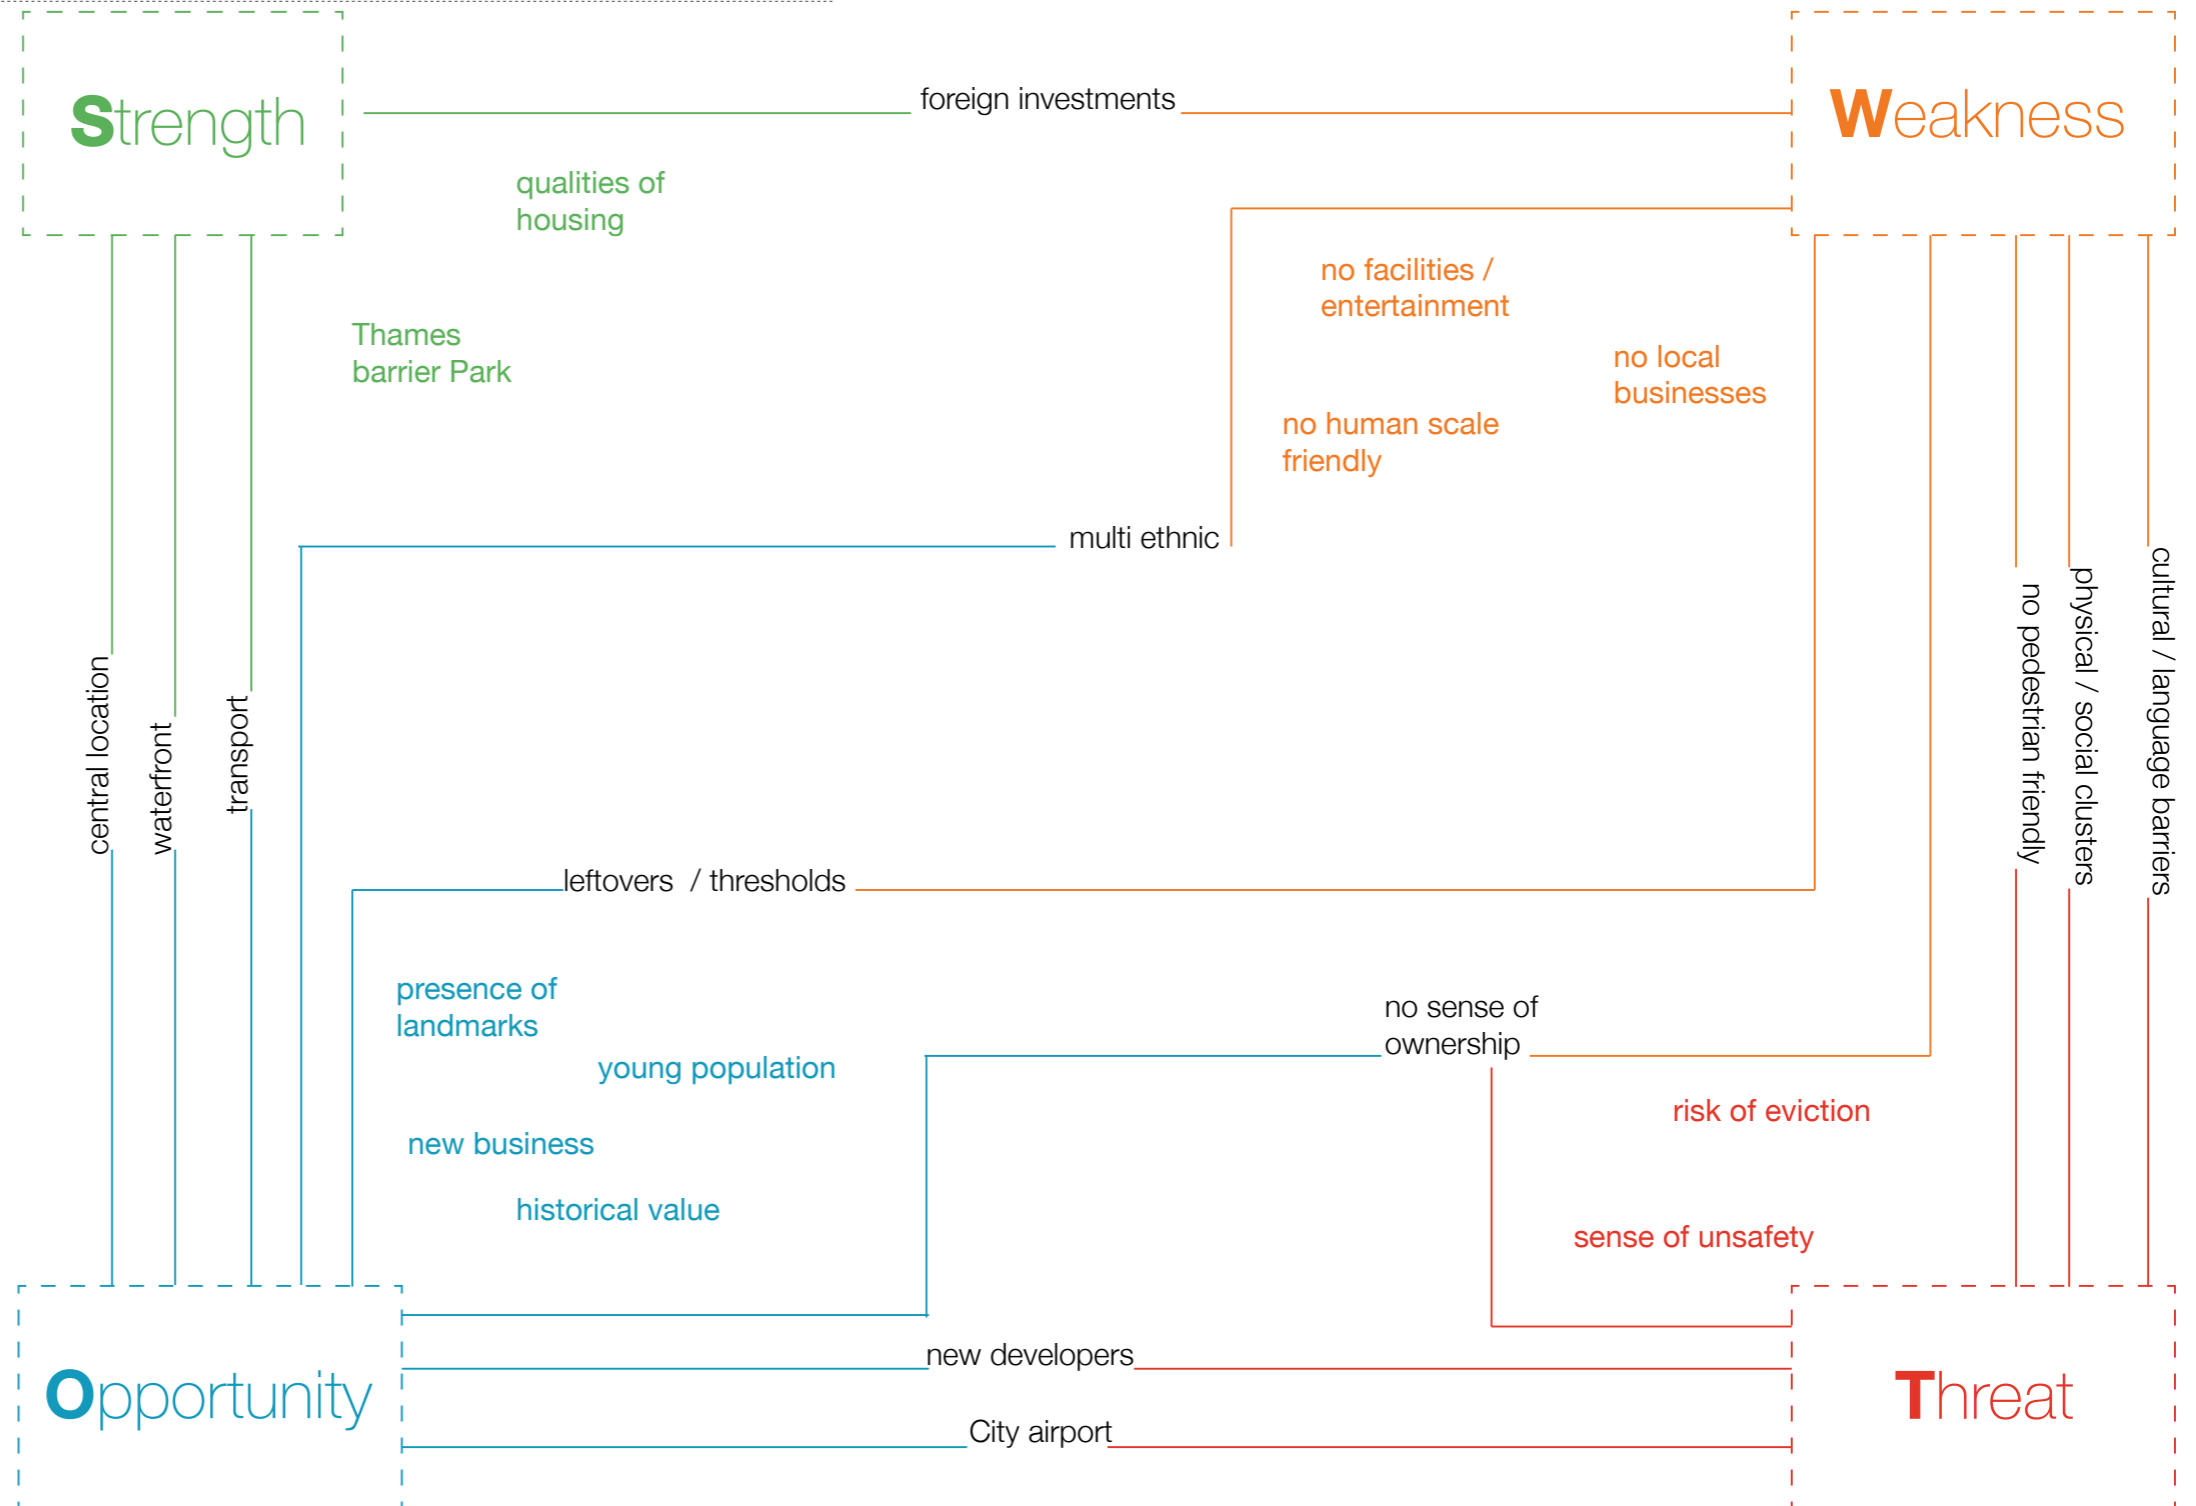 Strength
foreign investments
Weakness
qualities of
housing
no facilities /
entertainment
Thames
barrier Park
no local
businesses
no human scale
friendly
multi ethnic
central location
waterfront
transport
no pedestrian friendly
physical / social clusters
cultural / language barriers
leftovers / thresholds
presence of
landmarks
no sense of
ownership
young population
risk of eviction
new business
historical value
sense of unsafety
new developers
Opportunity
Threat
City airport